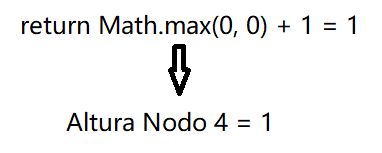 return Math.max(0, 0) + 1 = 1
Altura Nodo 4 = 1